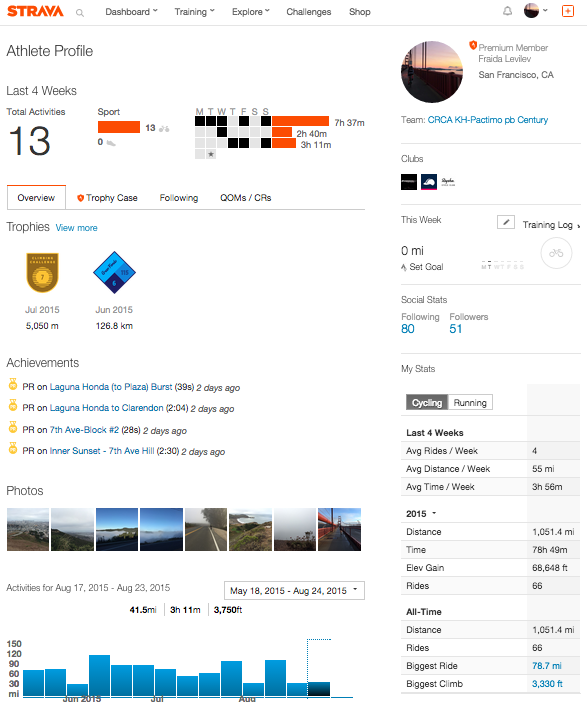 STRAVA Dashboard Training Explore Challenges Shop
Athlete Profile
Last 4 Weeks
Total Activities
13
Sport
13
0
M T W T F S S
7h 37m
2h 40m
3h 11m
Overview Trophy Case Following QOMs / CRs
Trophies View more
Jul 2015
5,050 m
Jun 2015
126.8 km
Achievements
PR on Laguna Honda (to Plaza) Burst (39s) 2 days ago
PR on Laguna Honda to Clarendon (2:04) 2 days ago
PR on 7th Ave-Block #2 (28s) 2 days ago
PR on Inner Sunset - 7th Ave Hill (2:30) 2 days ago
Photos
Activities for Aug 17, 2015 - Aug 23, 2015
May 18, 2015 - Aug 24, 2015
41.5mi 3h 11m 3,750ft
150
120
90
60
30
mi
Jun 2015 Jul Aug
Premium Member
Fraida Levilev
San Francisco, CA
Team: CRCA KH-Pactimo pb Century
Clubs
This Week
Training Log
0 mi
Set Goal
M T W T F S S
Social Stats
Following Followers
80 51
My Stats
Cycling Running
Last 4 Weeks
Avg Rides / Week 4
Avg Distance / Week 55 mi
Avg Time / Week 3h 56m
2015
Distance 1,051.4 mi
Time 78h 49m
Elev Gain 68,648 ft
Rides 66
All-Time
Distance 1,051.4 mi
Rides 66
Biggest Ride 78.7 mi
Biggest Climb 3,330 ft